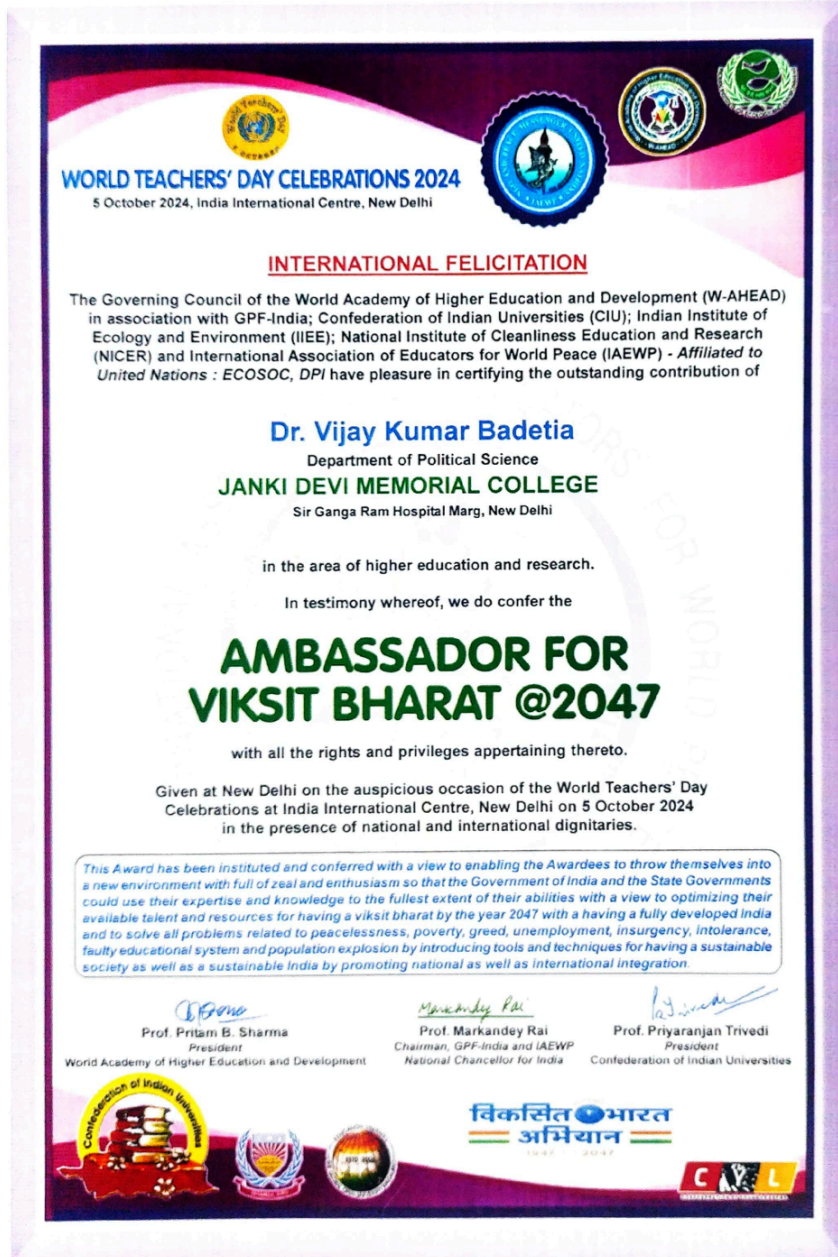 World Teachers' Day
WORLD TEACHERS' DAY CELEBRATIONS 2024
5 October 2024, India International Centre, New Delhi
INTERNATIONAL FELICITATION
The Governing Council of the World Academy of Higher Education and Development (W-AHEAD)
in association with GPF-India; Confederation of Indian Universities (CIU); Indian Institute of
Ecology and Environment (IIEE); National Institute of Cleanliness Education and Research
(NICER) and International Association of Educators for World Peace (IAEWP) - Affiliated to
United Nations : ECOSOC, DPI have pleasure in certifying the outstanding contribution of
Dr. Vijay Kumar Badetia
Department of Political Science
JANKI DEVI MEMORIAL COLLEGE
Sir Ganga Ram Hospital Marg, New Delhi
in the area of higher education and research.
In testimony whereof, we do confer the
AMBASSADOR FOR
VIKSIT BHARAT @2047
with all the rights and privileges appertaining thereto.
Given at New Delhi on the auspicious occasion of the World Teachers' Day
Celebrations at India International Centre, New Delhi on 5 October 2024
in the presence of national and international dignitaries.
This Award has been instituted and conferred with a view to enabling the Awardees to throw themselves into
a new environment with full of zeal and enthusiasm so that the Government of India and the State Governments
could use their expertise and knowledge to the fullest extent of their abilities with a view to optimizing their
available talent and resources for having a viksit bharat by the year 2047 with a having a fully developed India
and to solve all problems related to peacelessness, poverty, greed, unemployment, insurgency, intolerance,
faulty educational system and population explosion by introducing tools and techniques for having a sustainable
society as well as a sustainable India by promoting national as well as international integration.
Markandey Rai
Prof. Pritam B. Sharma
President
World Academy of Higher Education and Development
Prof. Markandey Rai
Chairman, GPF-India and IAEWP
National Chancellor for India
Prof. Priyaranjan Trivedi
President
Confederation of Indian Universities
Confederation of Indian Universities
विकसित भारत
अभियान
1947 2047
C Y L